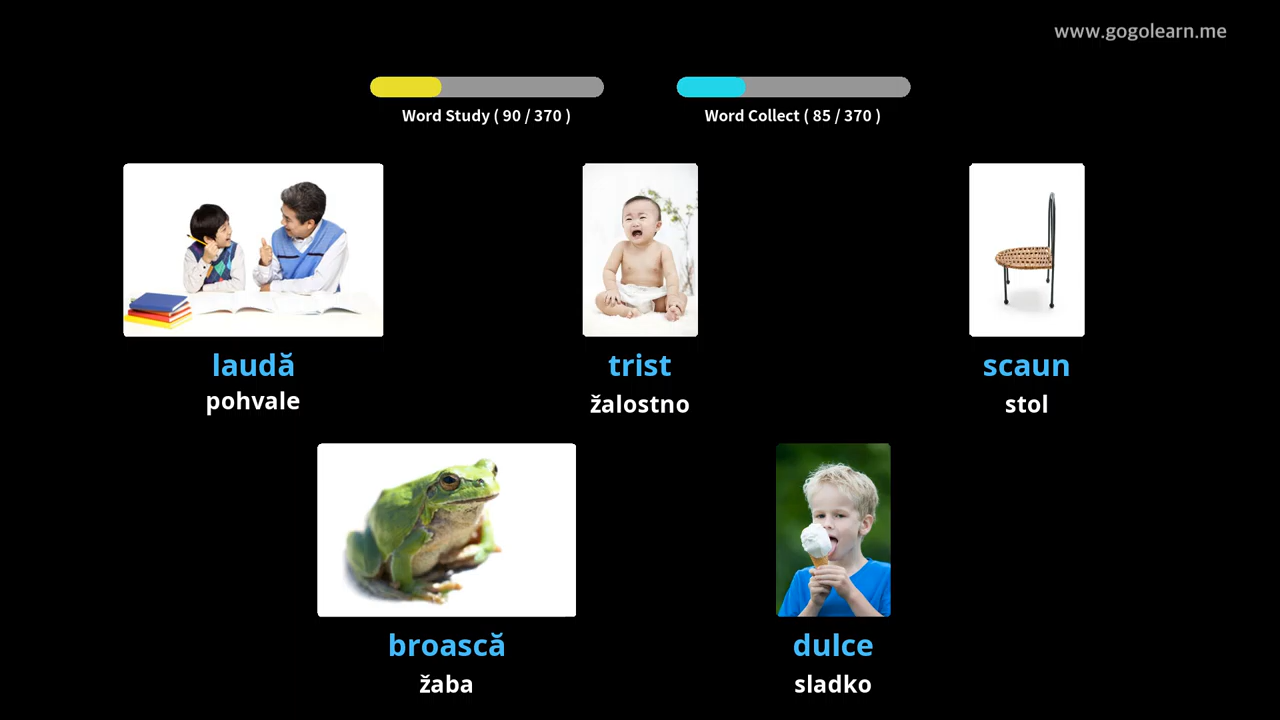 www.gogolearn.me
Word Study ( 90 / 370 )
Word Collect ( 85 / 370 )
laudă
pohvale
trist
žalostno
scaun
stol
broască
žaba
dulce
sladko